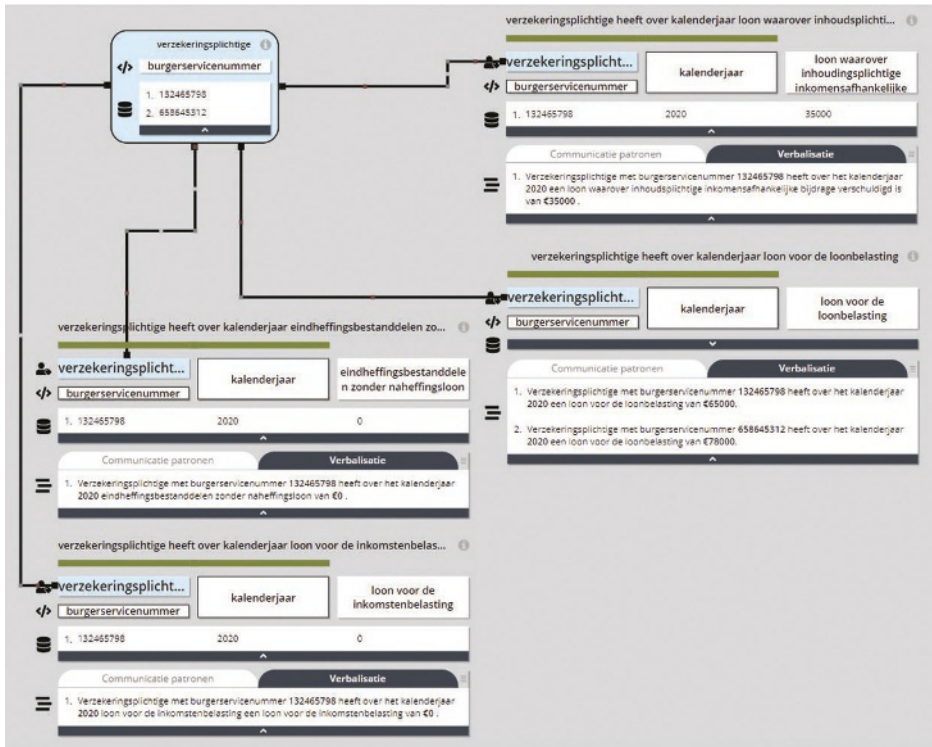 verzekeringsplichtige
burgerservicenummer
1. 132465798
2. 658645312
verzekeringsplichtige heeft over kalenderjaar loon waarover inhoudsplichti...
verzekeringsplicht...
kalenderjaar
loon waarover
inhoudingsplichtige
inkomensafhankelijke
burgerservicenummer
1. 132465798 2020 35000
Communicatie patronen Verbalisatie
1. Verzekeringsplichtige met burgerservicenummer 132465798 heeft over het kalenderjaar
2020 een loon waarover inhoudsplichtige inkomensafhankelijke bijdrage verschuldigd is
van €35000 .
verzekeringsplichtige heeft over kalenderjaar loon voor de loonbelasting
verzekeringsplicht...
kalenderjaar
loon voor de
loonbelasting
burgerservicenummer
Communicatie patronen Verbalisatie
1. Verzekeringsplichtige met burgerservicenummer 132465798 heeft over het kalenderjaar
2020 een loon voor de loonbelasting van €65000.
2. Verzekeringsplichtige met burgerservicenummer 658645312 heeft over het kalenderjaar
2020 een loon voor de loonbelasting van €78000.
verzekeringsplichtige heeft over kalenderjaar eindheffingsbestanddelen zo...
verzekeringsplicht...
kalenderjaar
eindheffingsbestanddele
n zonder naheffingsloon
burgerservicenummer
1. 132465798 2020 0
Communicatie patronen Verbalisatie
1. Verzekeringsplichtige met burgerservicenummer 132465798 heeft over het kalenderjaar
2020 eindheffingsbestanddelen zonder naheffingsloon van €0 .
verzekeringsplichtige heeft over kalenderjaar loon voor de inkomstenbelas...
verzekeringsplicht...
kalenderjaar
loon voor de
inkomstenbelasting
burgerservicenummer
1. 132465798 2020 0
Communicatie patronen Verbalisatie
1. Verzekeringsplichtige met burgerservicenummer 132465798 heeft over het kalenderjaar
2020 loon voor de inkomstenbelasting een loon voor de inkomstenbelasting van €0 .